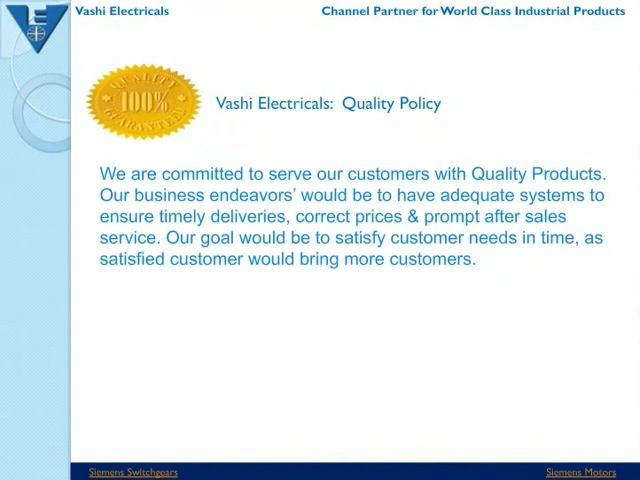 Vashi Electricals
Channel Partner for World Class Industrial Products
QUALITY
100%
GUARANTEE
Vashi Electricals:  Quality Policy
We are committed to serve our customers with Quality Products.
Our business endeavors’ would be to have adequate systems to
ensure timely deliveries, correct prices & prompt after sales
service. Our goal would be to satisfy customer needs in time, as
satisfied customer would bring more customers.
Siemens Switchgears
Siemens Motors